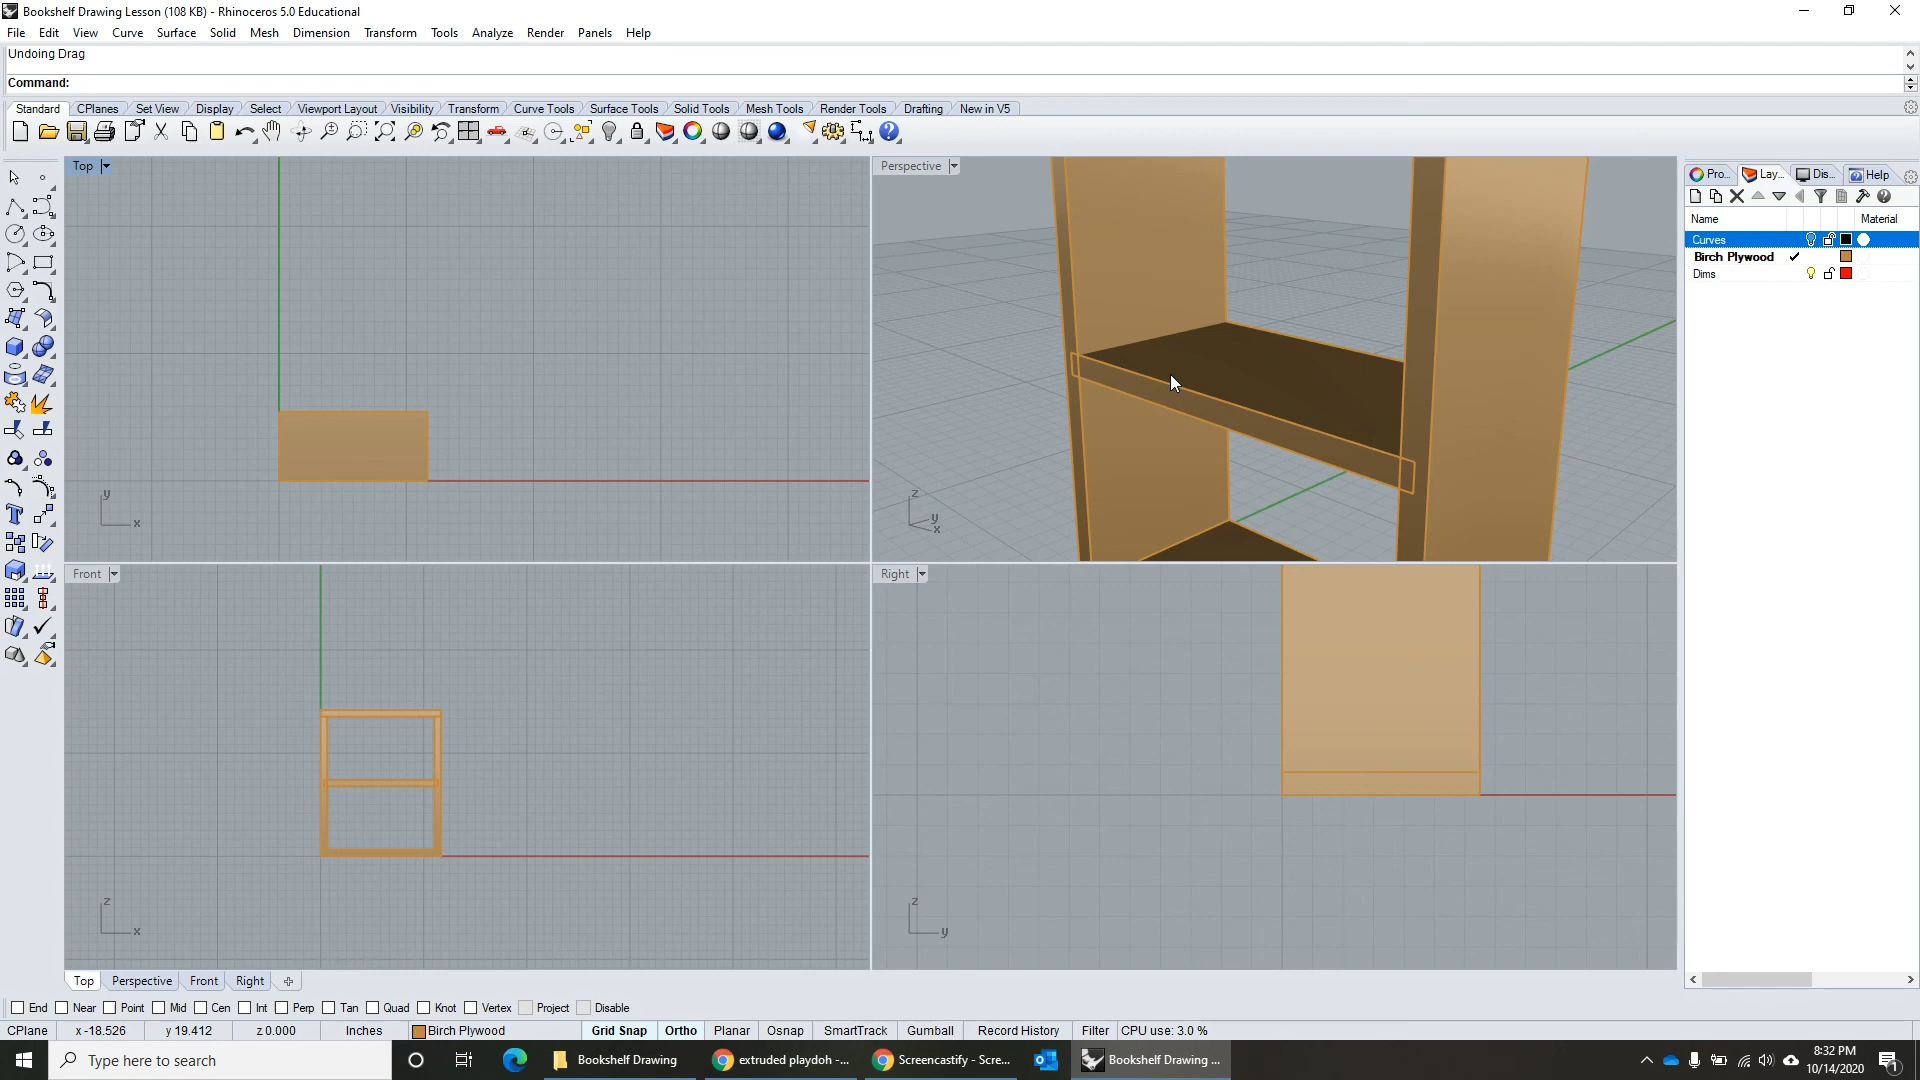 Bookshelf Drawing Lesson (108 KB) - Rhinoceros 5.0 Educational
File Edit View Curve Surface Solid Mesh Dimension Transform Tools Analyze Render Panels Help
Undoing Drag
Command:
Standard CPlanes Set View Display Select Viewport Layout Visibility Transform Curve Tools Surface Tools Solid Tools Mesh Tools Render Tools Drafting New in V5
Top
Perspective
Pro... Lay... Dis... Help
Name Material
Curves
Birch Plywood
Dims
y
x
z
y
x
Front
Right
z
x
z
y
Top Perspective Front Right
End Near Point Mid Cen Int Perp Tan Quad Knot Vertex Project Disable
CPlane x -18.526 y 19.412 z 0.000 Inches Birch Plywood Grid Snap Ortho Planar Osnap SmartTrack Gumball Record History Filter CPU use: 3.0 %
Type here to search
Bookshelf Drawing
extruded playdoh -...
Screencastify - Scre...
Bookshelf Drawing ...
8:32 PM
10/14/2020
1